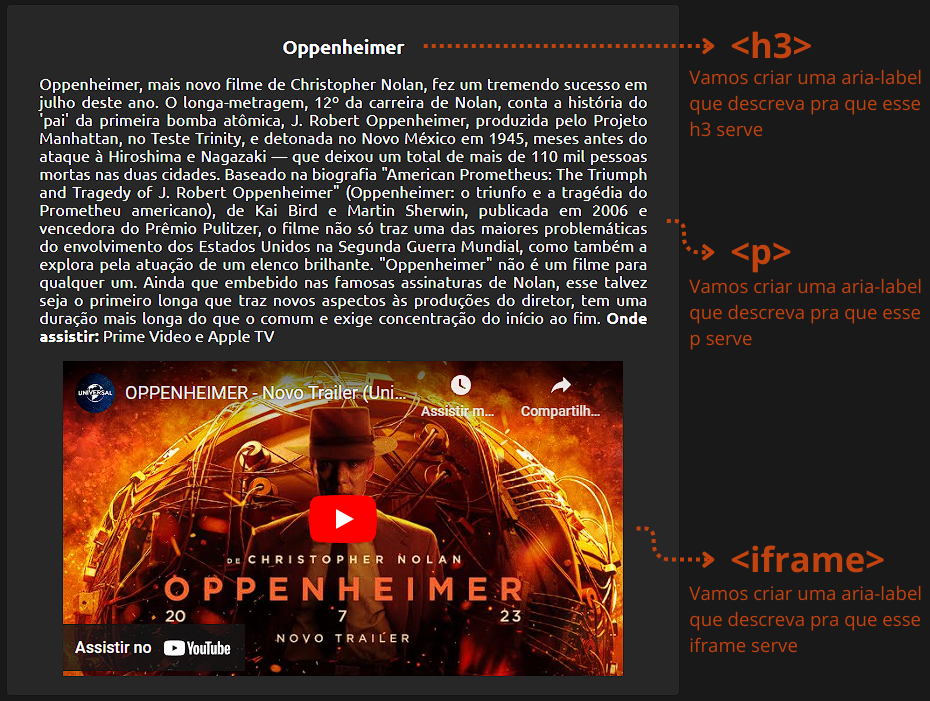 Oppenheimer
<h3>
Vamos criar uma aria-label
que descreva pra que esse
h3 serve
Oppenheimer, mais novo filme de Christopher Nolan, fez um tremendo sucesso em
julho deste ano. O longa-metragem, 12º da carreira de Nolan, conta a história do
'pai' da primeira bomba atômica, J. Robert Oppenheimer, produzida pelo Projeto
Manhattan, no Teste Trinity, e detonada no Novo México em 1945, meses antes do
ataque à Hiroshima e Nagazaki — que deixou um total de mais de 110 mil pessoas
mortas nas duas cidades. Baseado na biografia "American Prometheus: The Triumph
and Tragedy of J. Robert Oppenheimer" (Oppenheimer: o triunfo e a tragédia do
Prometheu americano), de Kai Bird e Martin Sherwin, publicada em 2006 e
vencedora do Prêmio Pulitzer, o filme não só traz uma das maiores problemáticas
do envolvimento dos Estados Unidos na Segunda Guerra Mundial, como também a
explora pela atuação de um elenco brilhante. "Oppenheimer" não é um filme para
qualquer um. Ainda que embebido nas famosas assinaturas de Nolan, esse talvez
seja o primeiro longa que traz novos aspectos às produções do diretor, tem uma
duração mais longa do que o comum e exige concentração do início ao fim. Onde
assistir: Prime Video e Apple TV
<p>
Vamos criar uma aria-label
que descreva pra que esse
p serve
UNIVERSAL
OPPENHEIMER - Novo Trailer (Uni...
Assistir m...
Compartilh...
DE CHRISTOPHER NOLAN
OPPENHEIMER
20 7 23
NOVO TRAILER
Assistir no YouTube
<iframe>
Vamos criar uma aria-label
que descreva pra que esse
iframe serve